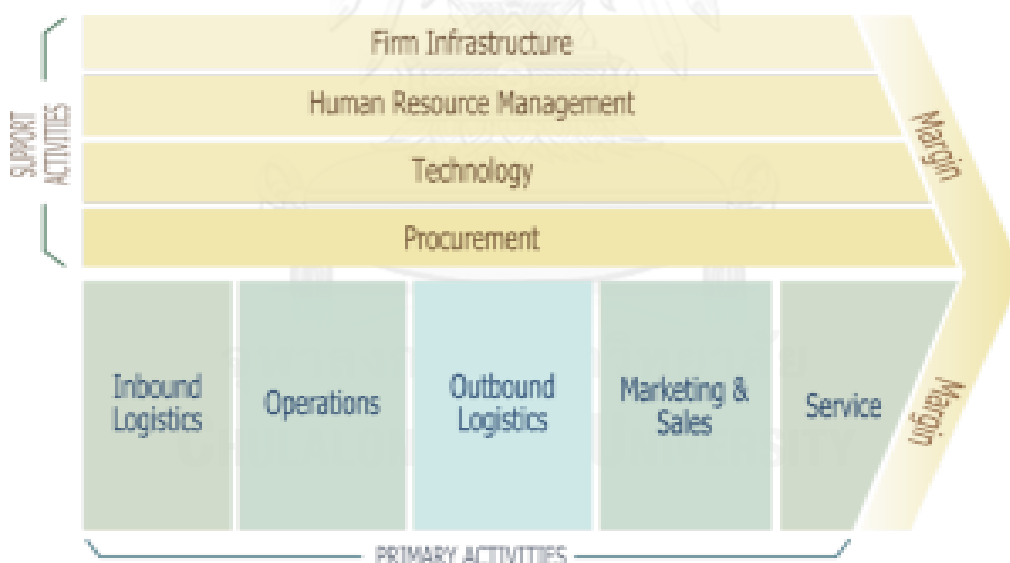 Firm Infrastructure
Human Resource Management
Technology
Procurement
SUPPORT
ACTIVITIES
Margin
Inbound
Logistics
Operations
Outbound
Logistics
Marketing &
Sales
Service
Margin
PRIMARY ACTIVITIES